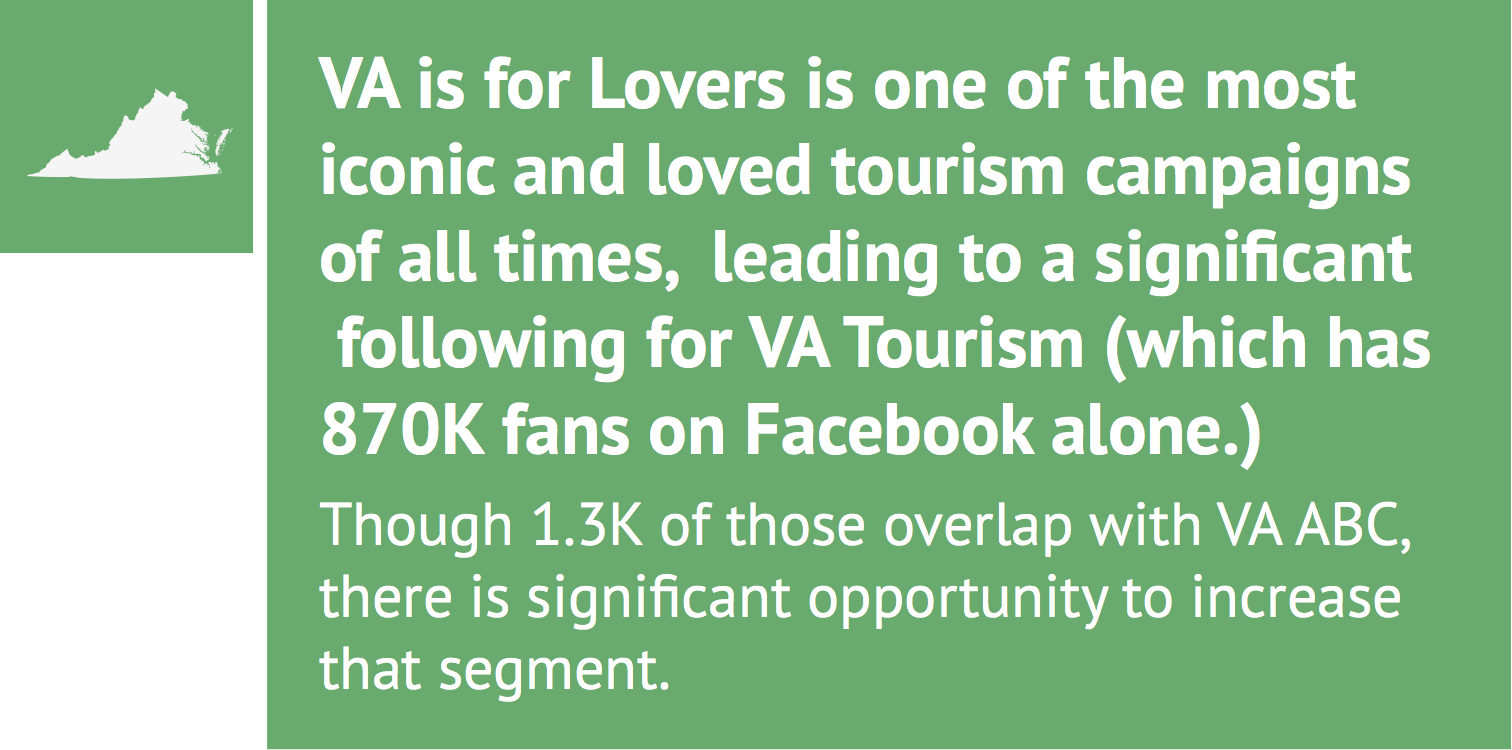 VA is for Lovers is one of the most
iconic and loved tourism campaigns
of all times,  leading to a significant
following for VA Tourism (which has
870K fans on Facebook alone.)
Though 1.3K of those overlap with VA ABC,
there is significant opportunity to increase
that segment.